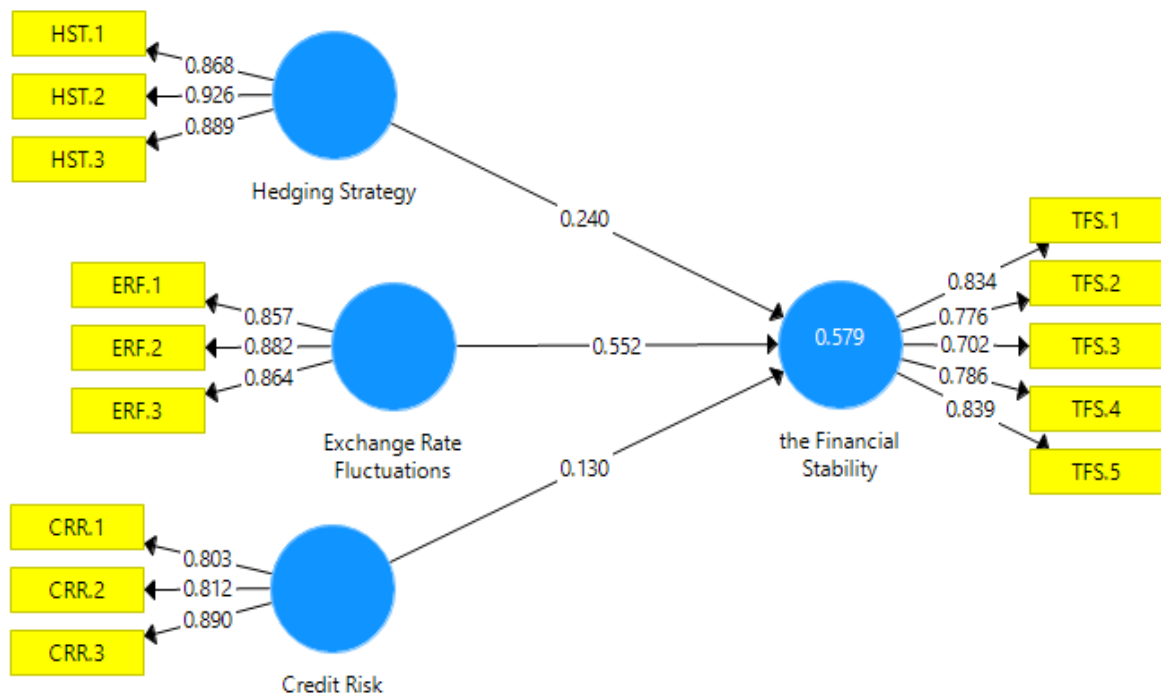 HST.1
HST.2
HST.3
0.868
0.926
0.889
Hedging Strategy
0.240
ERF.1
ERF.2
ERF.3
0.857
0.882
0.864
Exchange Rate
Fluctuations
0.552
CRR.1
CRR.2
CRR.3
0.803
0.812
0.890
Credit Risk
0.130
0.579
the Financial
Stability
0.834
0.776
0.702
0.786
0.839
TFS.1
TFS.2
TFS.3
TFS.4
TFS.5